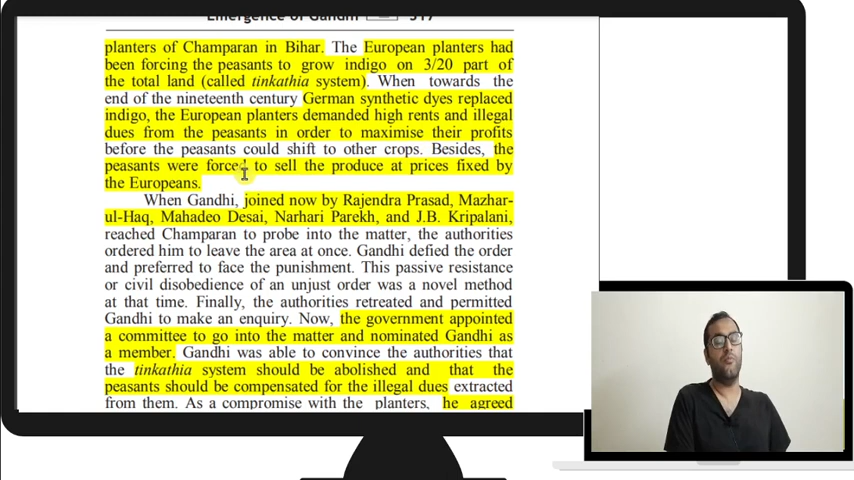 Emergence of Gandhi 317
planters of Champaran in Bihar. The European planters had
been forcing the peasants to grow indigo on 3/20 part of
the total land (called tinkathia system). When towards the
end of the nineteenth century German synthetic dyes replaced
indigo, the European planters demanded high rents and illegal
dues from the peasants in order to maximise their profits
before the peasants could shift to other crops. Besides, the
peasants were forced to sell the produce at prices fixed by
the Europeans.
When Gandhi, joined now by Rajendra Prasad, Mazhar-
ul-Haq, Mahadeo Desai, Narhari Parekh, and J.B. Kripalani,
reached Champaran to probe into the matter, the authorities
ordered him to leave the area at once. Gandhi defied the order
and preferred to face the punishment. This passive resistance
or civil disobedience of an unjust order was a novel method
at that time. Finally, the authorities retreated and permitted
Gandhi to make an enquiry. Now, the government appointed
a committee to go into the matter and nominated Gandhi as
a member. Gandhi was able to convince the authorities that
the tinkathia system should be abolished and that the
peasants should be compensated for the illegal dues extracted
from them. As a compromise with the planters, he agreed